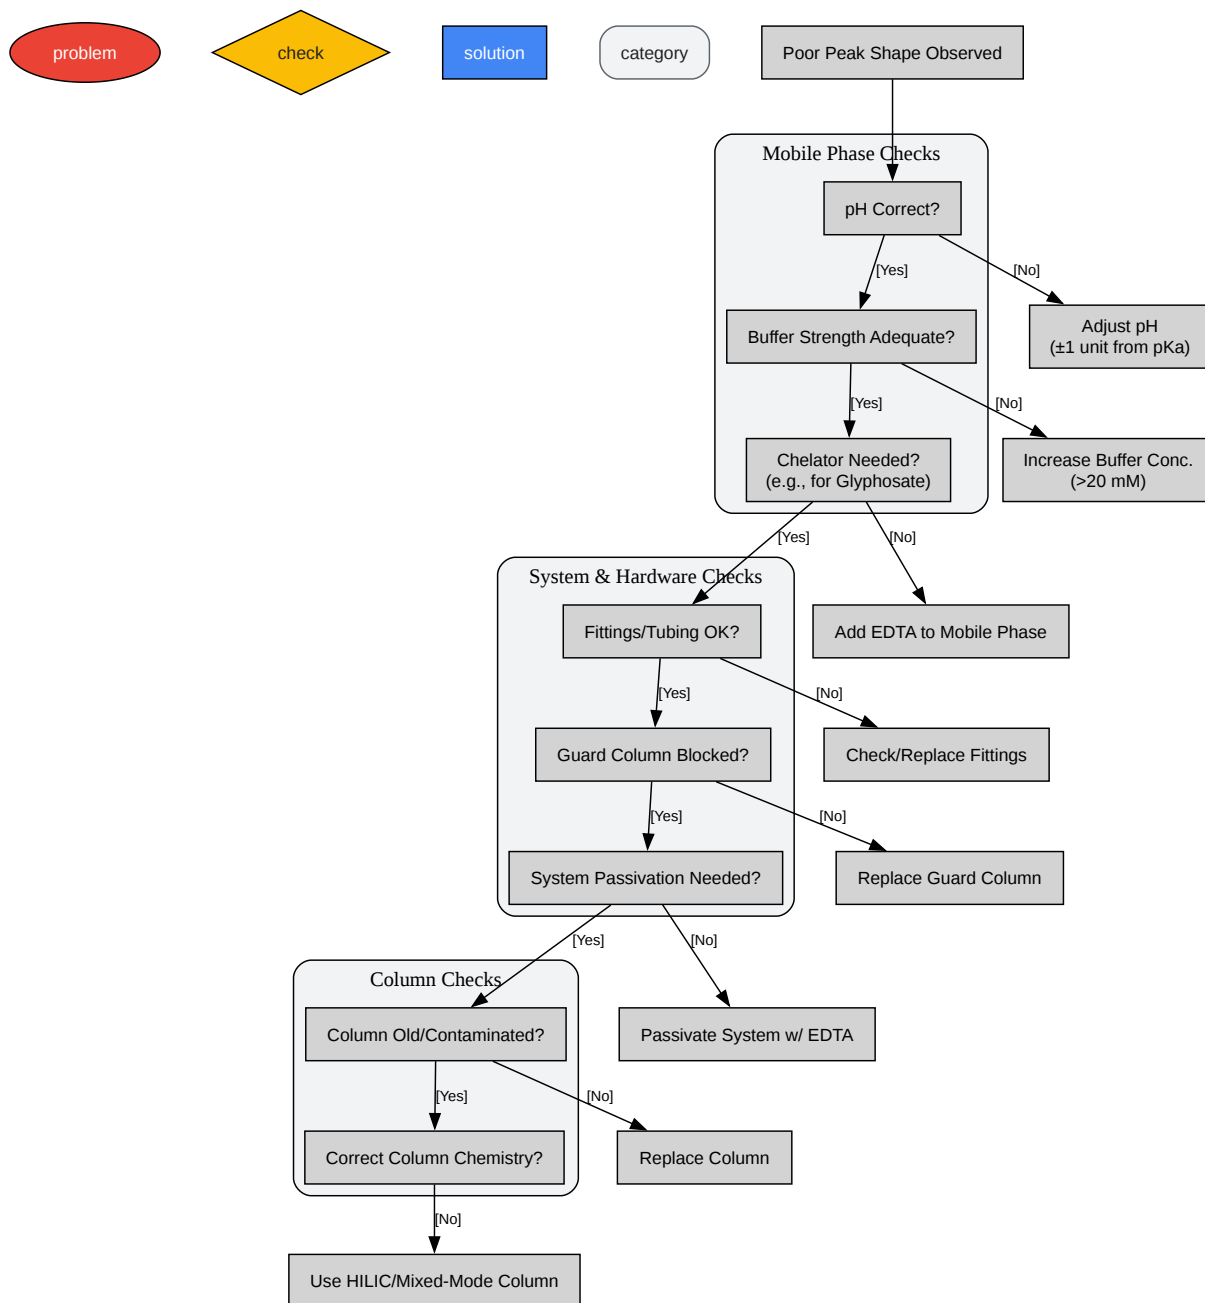 problem
check
solution
category
Poor Peak Shape Observed
Mobile Phase Checks
pH Correct?
[Yes]
[No]
Adjust pH
(±1 unit from pKa)
Buffer Strength Adequate?
[Yes]
[No]
Increase Buffer Conc.
(>20 mM)
Chelator Needed?
(e.g., for Glyphosate)
[Yes]
[No]
System & Hardware Checks
Fittings/Tubing OK?
Add EDTA to Mobile Phase
[Yes]
[No]
Guard Column Blocked?
Check/Replace Fittings
[Yes]
[No]
System Passivation Needed?
Replace Guard Column
[Yes]
[No]
Column Checks
Column Old/Contaminated?
Passivate System w/ EDTA
[Yes]
[No]
Correct Column Chemistry?
Replace Column
[No]
Use HILIC/Mixed-Mode Column